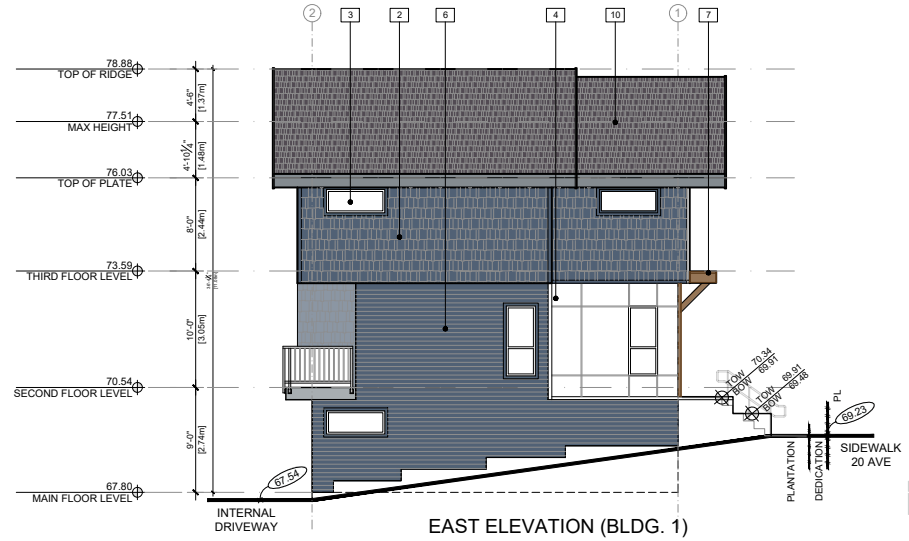 2
3
2
6
4
10
1
7
78.88
TOP OF RIDGE
4'-6"
[1.37m]
77.51
MAX HEIGHT
4'-10¼"
[1.48m]
76.03
TOP OF PLATE
8'-0"
[2.44m]
73.59
THIRD FLOOR LEVEL
10'-0"
[3.05m]
70.54
SECOND FLOOR LEVEL
9'-0"
[2.74m]
67.80
MAIN FLOOR LEVEL
67.54
INTERNAL
DRIVEWAY
TOW 70.34
BOW 69.91
TOW 69.91
BOW 69.48
PLANTATION
DEDICATION
PL
69.23
SIDEWALK
20 AVE
EAST ELEVATION (BLDG. 1)